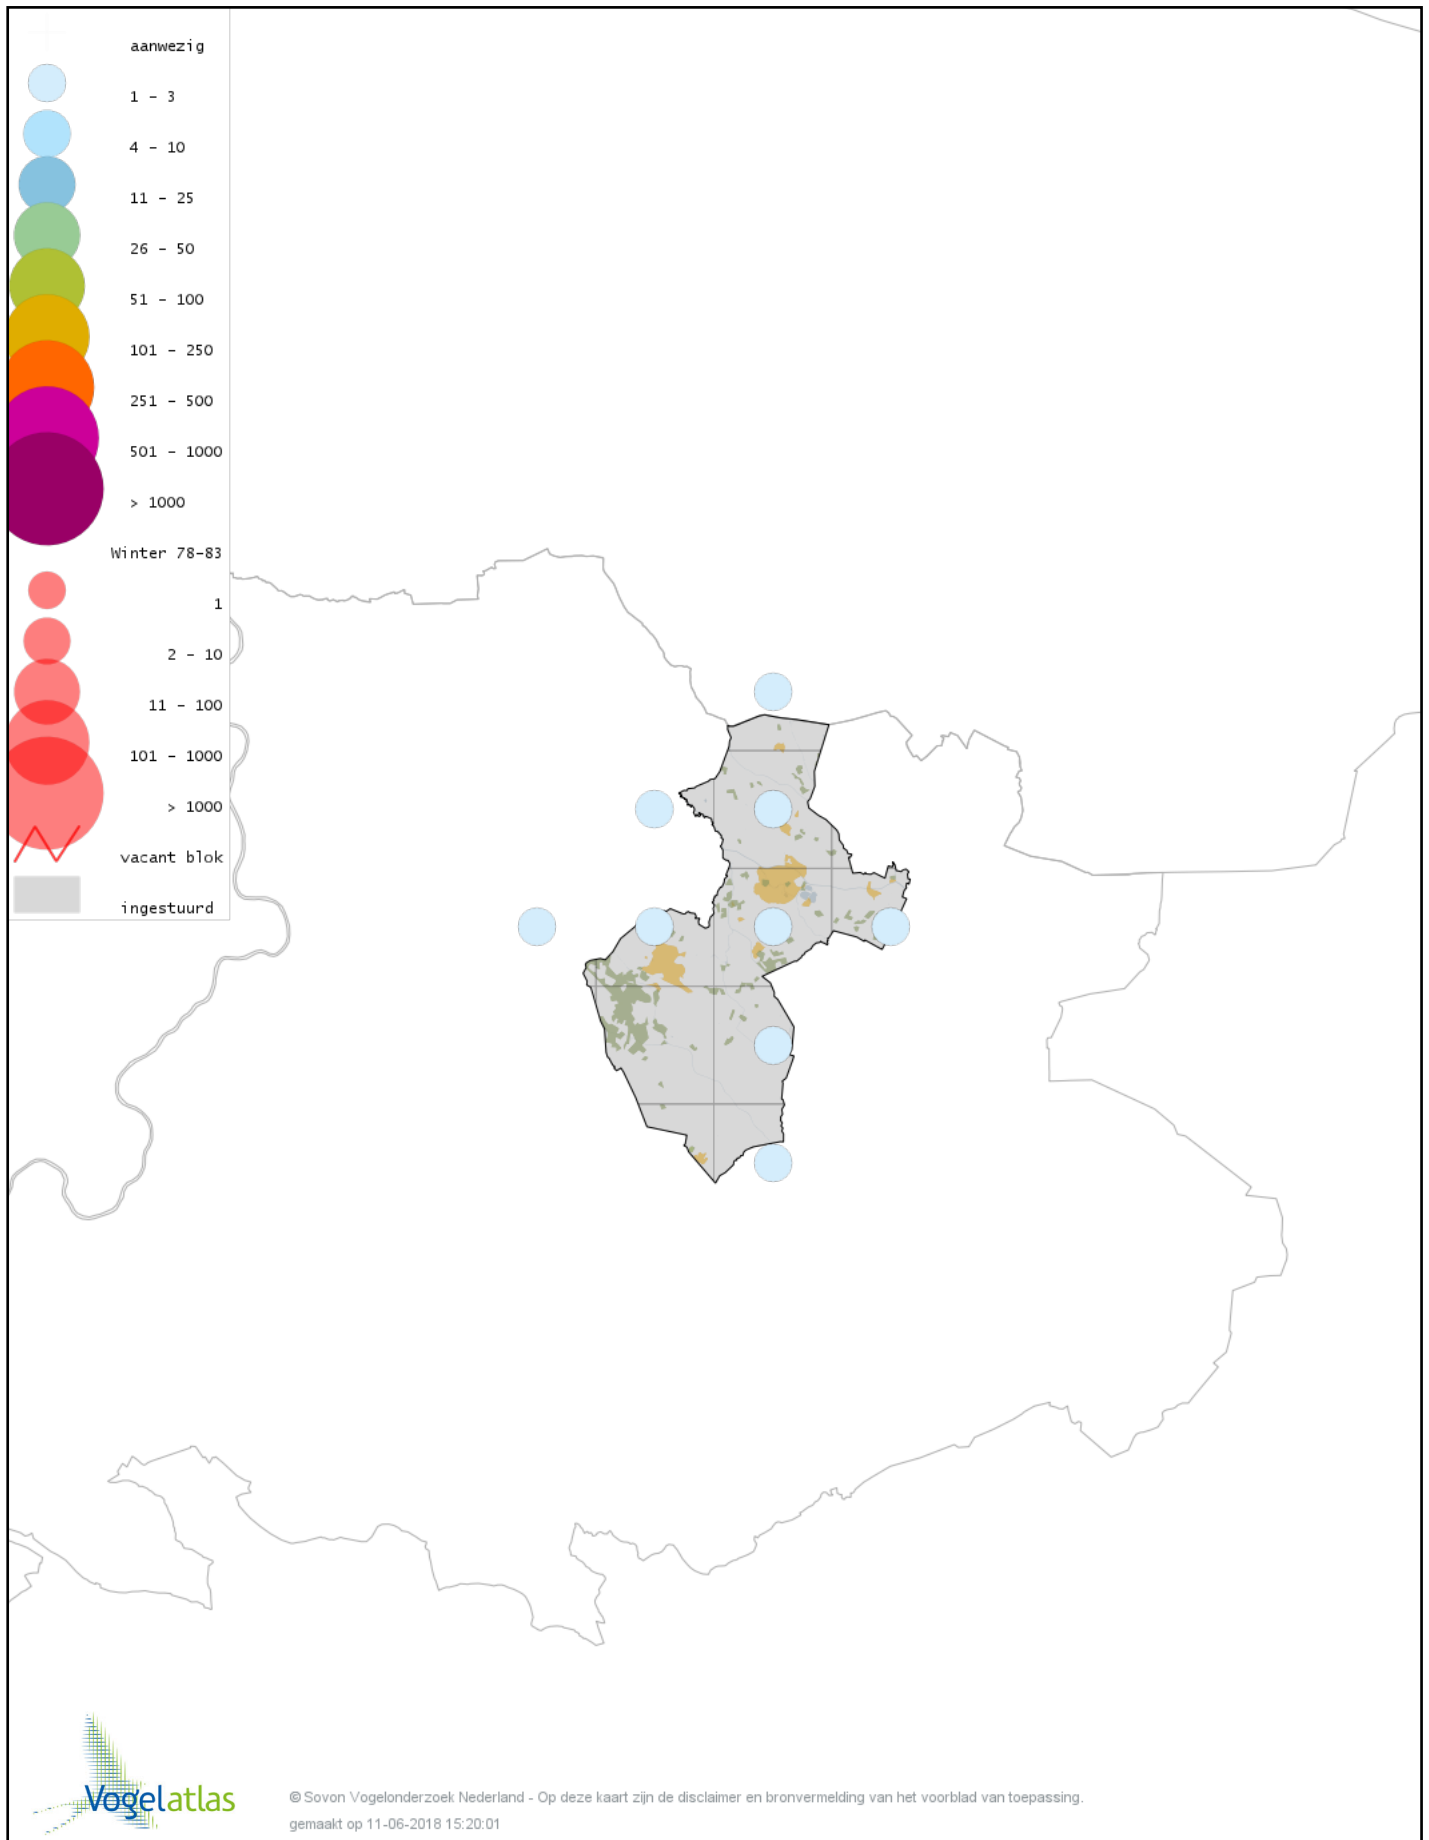 aanwezig
1 – 3
4 – 10
11 – 25
26 – 50
51 – 100
101 – 250
251 – 500
501 – 1000
> 1000
Winter 78–83
1
2 – 10
11 – 100
101 – 1000
> 1000
vacant blok
ingestuurd
Vogelatlas
© Sovon Vogelonderzoek Nederland - Op deze kaart zijn de disclaimer en bronvermelding van het voorblad van toepassing.
gemaakt op 11-06-2018 15:20:01